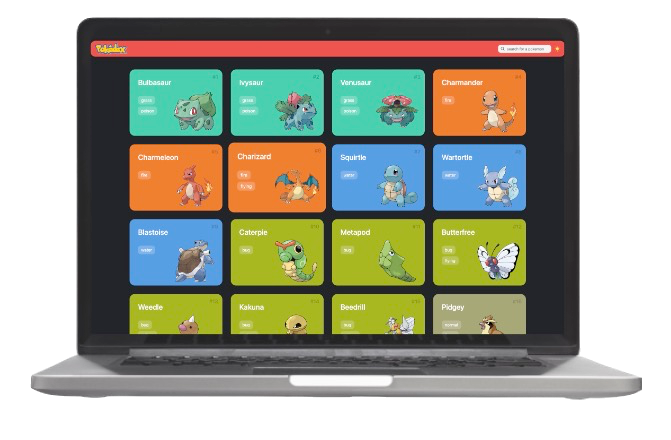 Pokédex
search for a pokemon
Bulbasaur
#1
grass
poison
Ivysaur
#2
grass
poison
Venusaur
#3
grass
poison
Charmander
#4
fire
Charmeleon
#5
fire
Charizard
#6
fire
flying
Squirtle
#7
water
Wartortle
#8
water
Blastoise
#9
water
Caterpie
#10
bug
Metapod
#11
bug
Butterfree
#12
bug
flying
Weedle
#13
bug
Kakuna
#14
bug
Beedrill
#15
bug
Pidgey
#16
normal